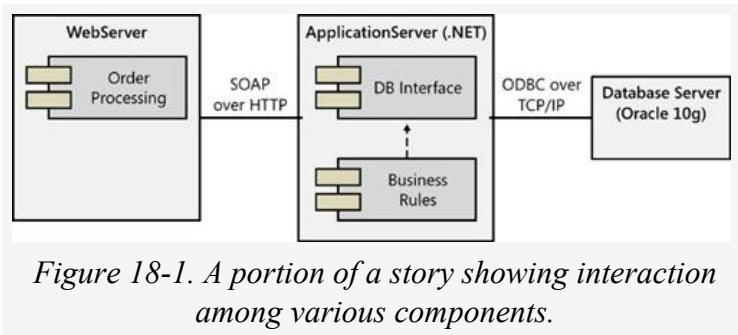 WebServer
Order
Processing
SOAP
over HTTP
ApplicationServer (.NET)
DB Interface
Business
Rules
ODBC over
TCP/IP
Database Server
(Oracle 10g)
Figure 18-1. A portion of a story showing interaction
among various components.